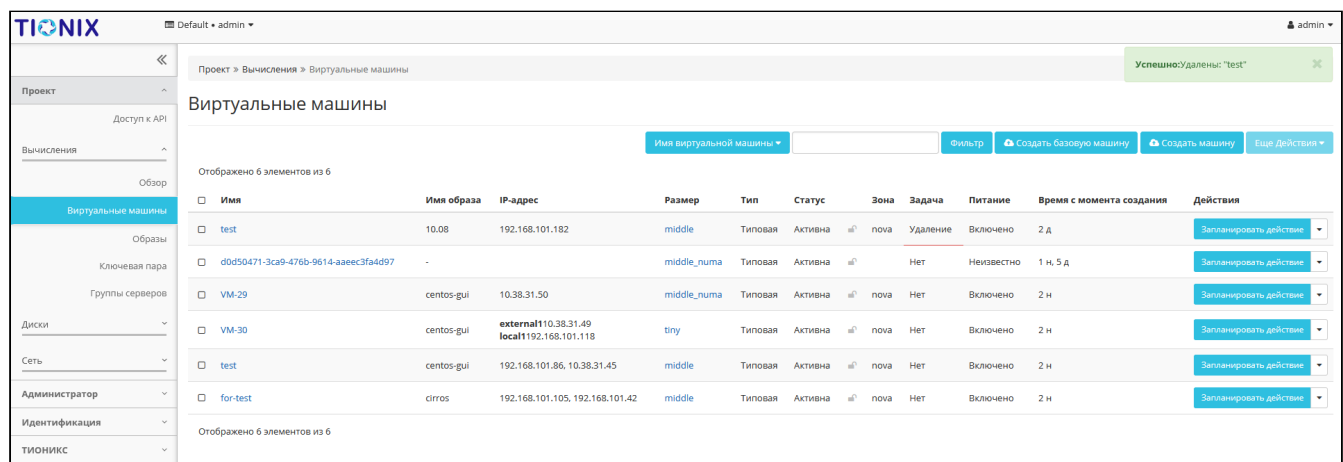 TIONIX
Default • admin
admin
Проект » Вычисления » Виртуальные машины
Успешно:Удалены: "test"
Проект
Доступ к API
Вычисления
Обзор
Виртуальные машины
Образы
Ключевая пара
Группы серверов
Диски
Сеть
Администратор
Идентификация
ТИОНИКС
Виртуальные машины
Имя виртуальной машины Фильтр Создать базовую машину Создать машину Еще Действия
Отображено 6 элементов из 6
Имя Имя образа IP-адрес Размер Тип Статус Зона Задача Питание Время с момента создания Действия
test 10.08 192.168.101.182 middle Типовая Активна nova Удаление Включено 2 д Запланировать действие
d0d50471-3ca9-476b-9614-aaeec3fa4d97 - middle_numa Типовая Активна Нет Неизвестно 1 н, 5 д Запланировать действие
VM-29 centos-gui 10.38.31.50 middle_numa Типовая Активна nova Нет Включено 2 н Запланировать действие
VM-30 centos-gui external110.38.31.49 tiny Типовая Активна nova Нет Включено 2 н Запланировать действие
local1192.168.101.118
test centos-gui 192.168.101.86, 10.38.31.45 middle Типовая Активна nova Нет Включено 2 н Запланировать действие
for-test cirros 192.168.101.105, 192.168.101.42 middle Типовая Активна nova Нет Включено 2 н Запланировать действие
Отображено 6 элементов из 6